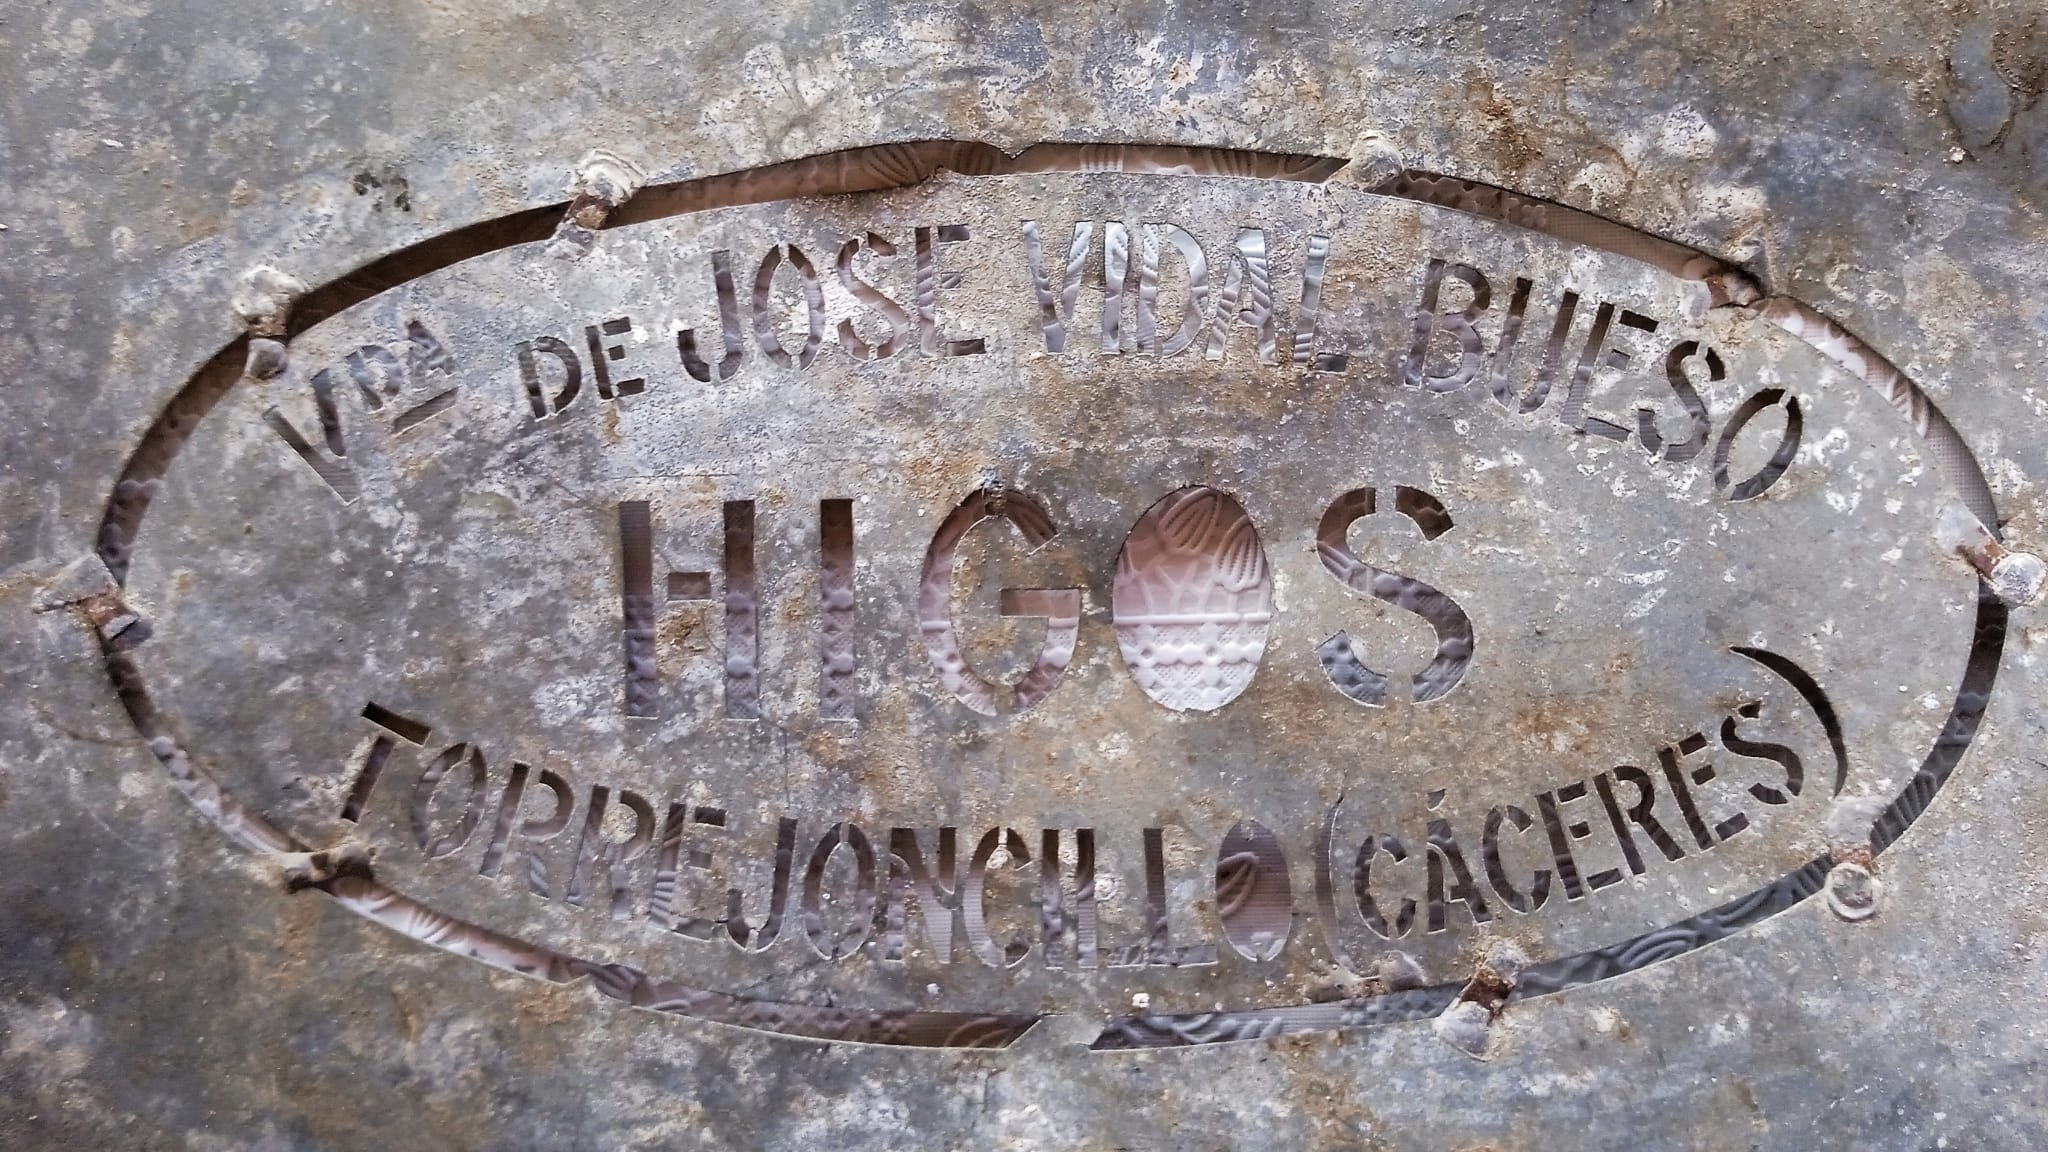 VDA DE JOSE VIDAL BUESO
HIGOS
TORREJONCILLO (CÁCERES)